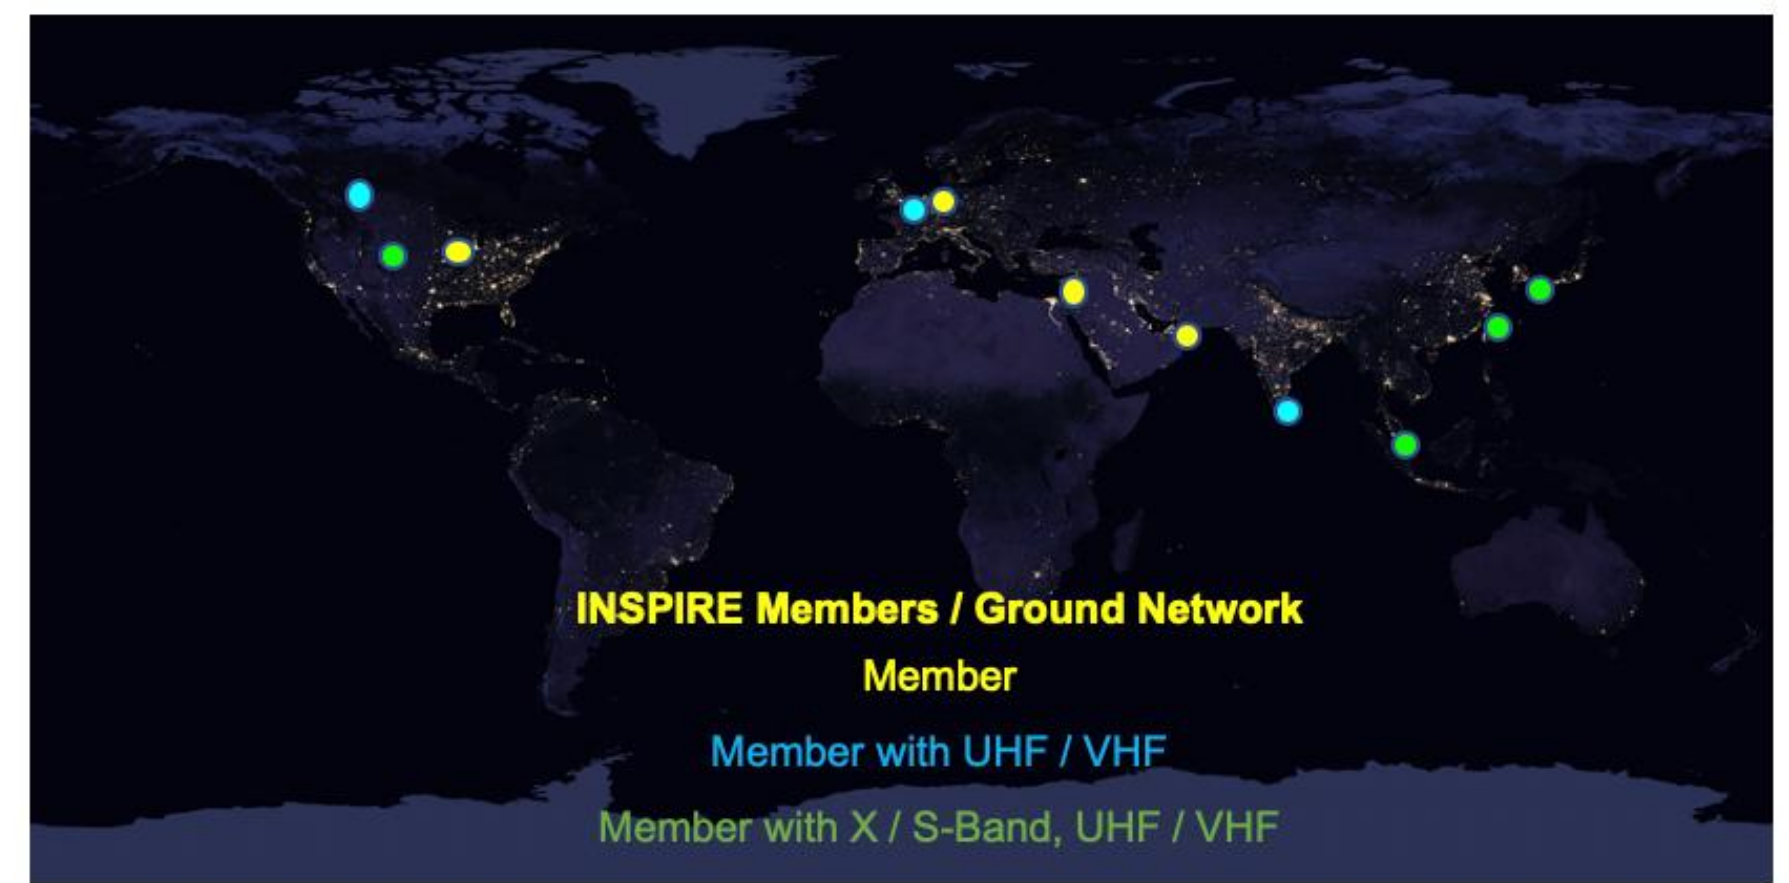 INSPIRE Members / Ground Network
Member
Member with UHF / VHF
Member with X / S-Band, UHF / VHF